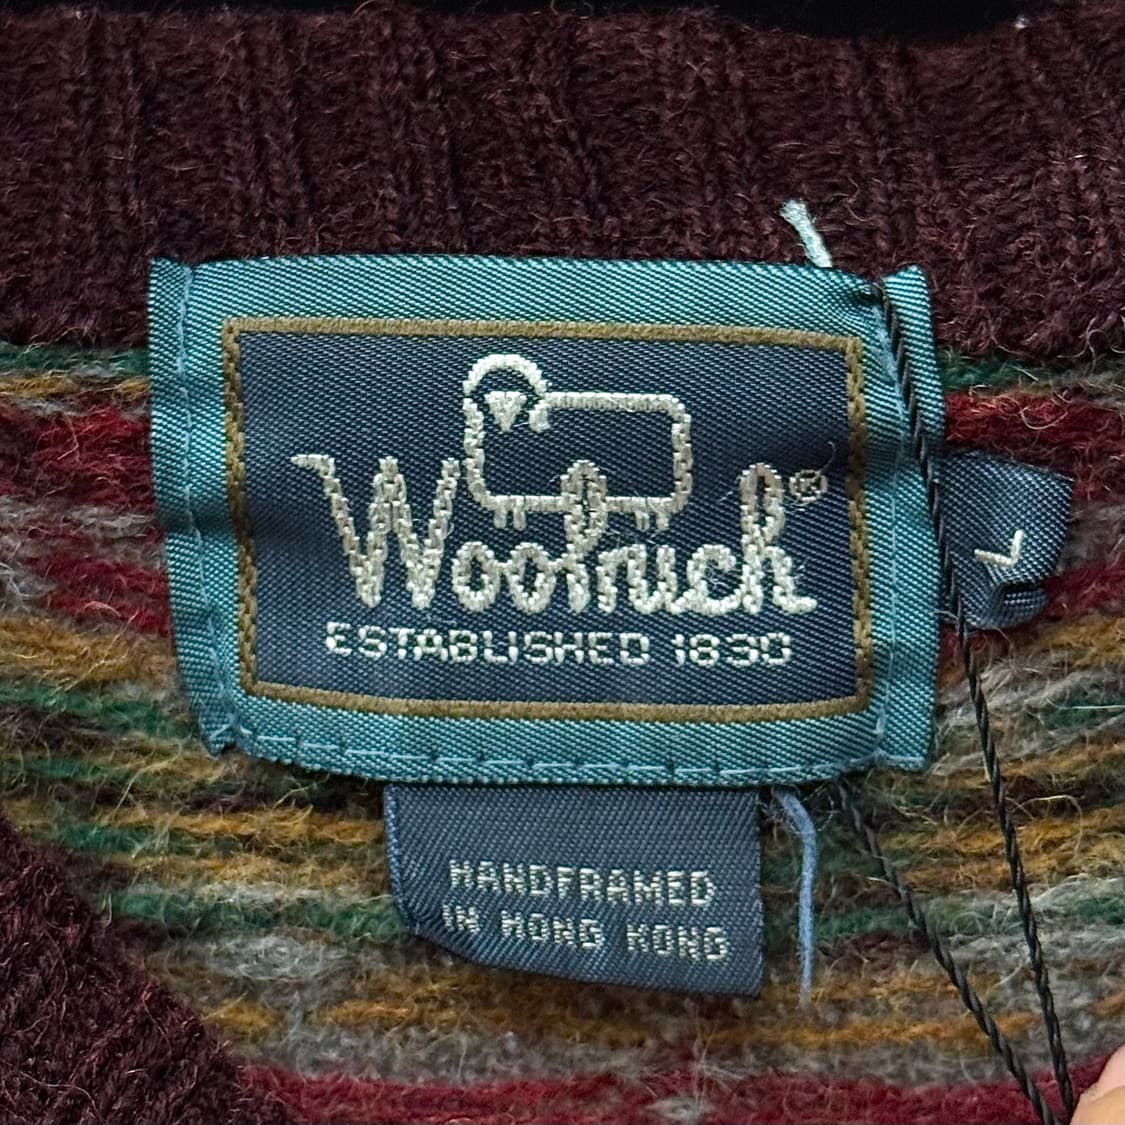 Woolrich®
ESTABLISHED 1830
L
HANDFRAMED
IN HONG KONG